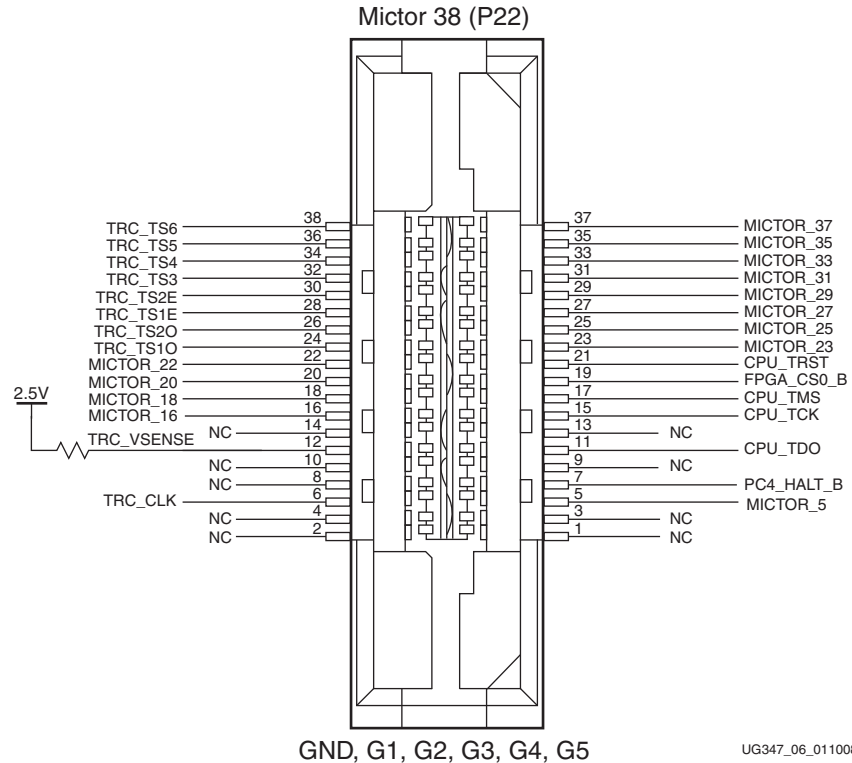 Mictor 38 (P22)
TRC_TS6 38 37 MICTOR_37
TRC_TS5 36 35 MICTOR_35
TRC_TS4 34 33 MICTOR_33
TRC_TS3 32 31 MICTOR_31
TRC_TS2E 30 29 MICTOR_29
TRC_TS1E 28 27 MICTOR_27
TRC_TS2O 26 25 MICTOR_25
TRC_TS1O 24 23 MICTOR_23
MICTOR_22 22 21 CPU_TRST
MICTOR_20 20 19 FPGA_CS0_B
MICTOR_18 18 17 CPU_TMS
MICTOR_16 16 15 CPU_TCK
2.5V
NC 14 13 NC
TRC_VSENSE 12 11 CPU_TDO
NC 10 9 NC
NC 8 7 PC4_HALT_B
TRC_CLK 6 5 MICTOR_5
NC 4 3 NC
NC 2 1 NC
GND, G1, G2, G3, G4, G5
UG347_06_011008